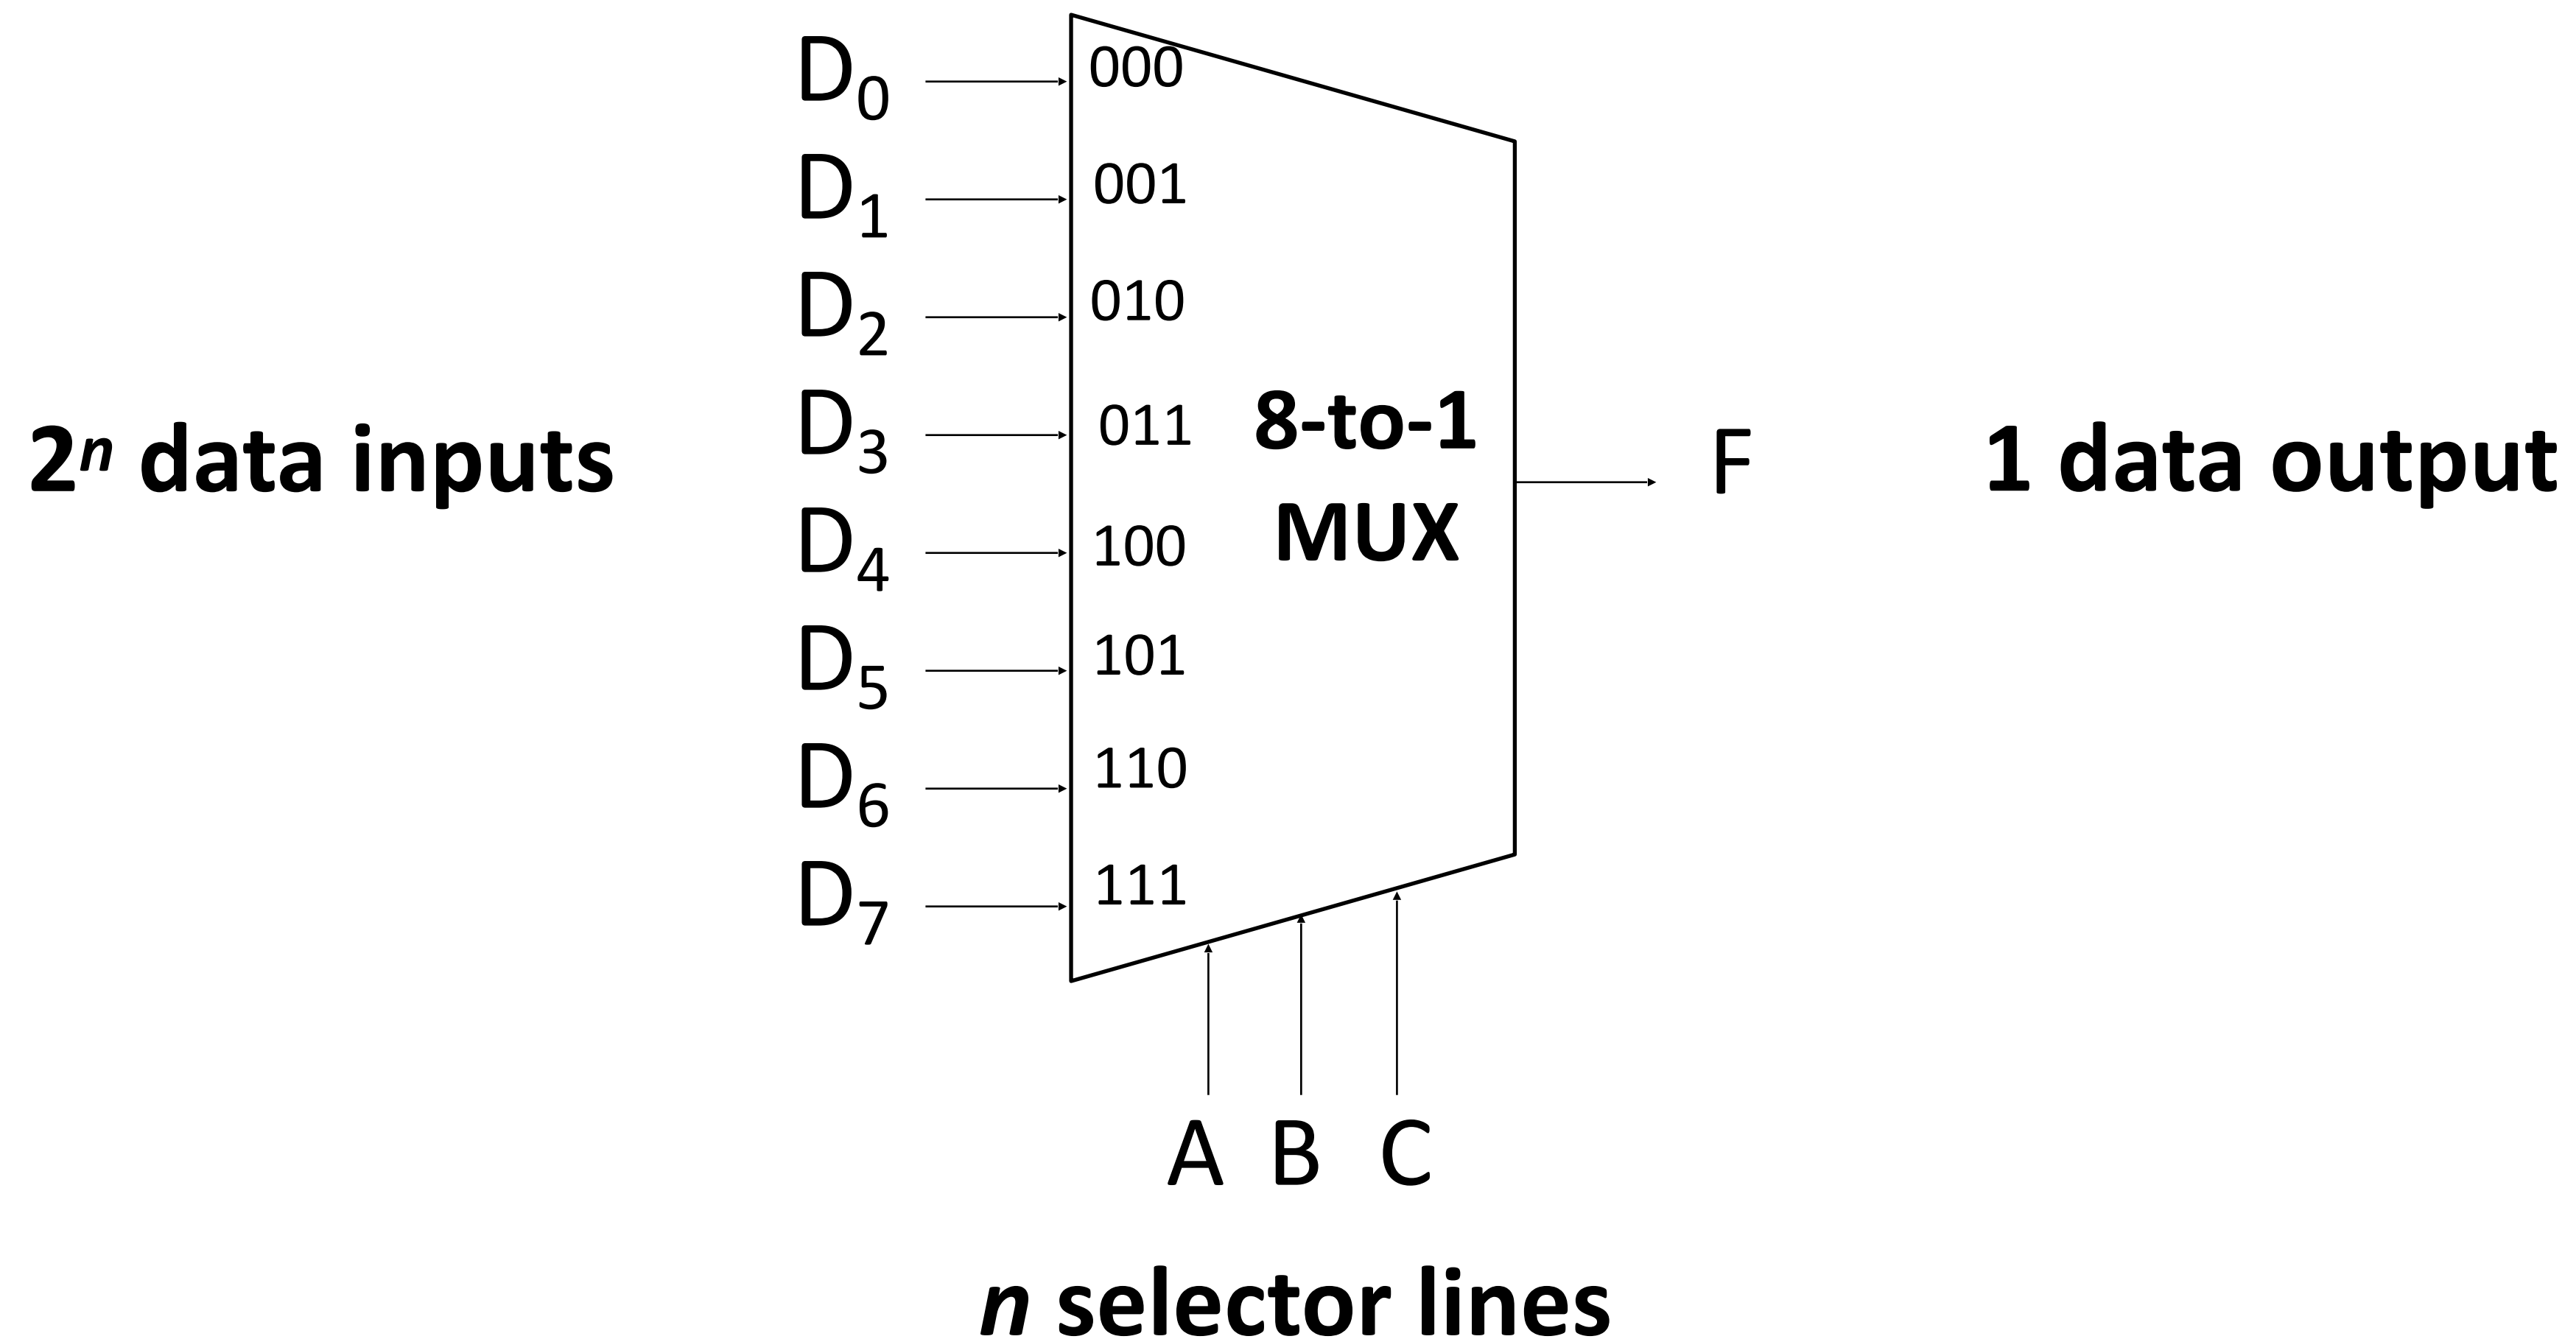 D₀ 000
D₁ 001
D₂ 010
D₃ 011
D₄ 100
D₅ 101
D₆ 110
D₇ 111
2ⁿ data inputs
8-to-1
MUX
F
1 data output
A B C
n selector lines